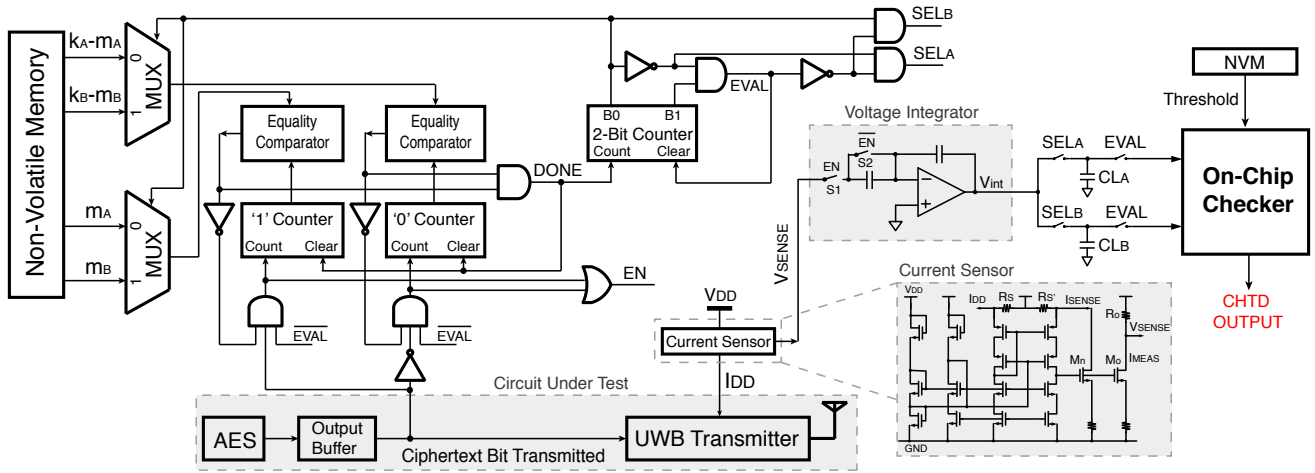 Non-Volatile Memory
kA-mA
kB-mB
mA
mB
0
MUX
1
0
MUX
1
Equality
Comparator
Equality
Comparator
'1' Counter
Count
Clear
'0' Counter
Count
Clear
DONE
B0
B1
2-Bit Counter
Count
Clear
EVAL
SELB
SELA
EN
EVAL
EVAL
Circuit Under Test
AES
Output
Buffer
Ciphertext Bit Transmitted
UWB Transmitter
VDD
Current Sensor
IDD
VSENSE
Voltage Integrator
EN
S1
EN
S2
Vint
SELA
EVAL
CLA
SELB
EVAL
CLB
NVM
Threshold
On-Chip
Checker
CHTD
OUTPUT
Current Sensor
VDD
IDD
RS
RS'
ISENSE
RO
VSENSE
IMEAS
Mn
Mo
GND